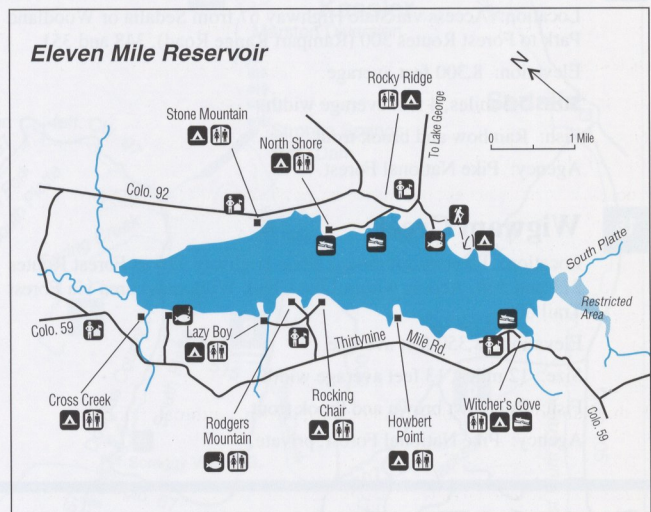 Eleven Mile Reservoir
N
Rocky Ridge
Stone Mountain
To Lake George
North Shore
0
1 Mile
Colo. 92
South Platte
Restricted
Area
Colo. 59
Lazy Boy
Thirtynine
Mile Rd.
Cross Creek
Rodgers
Mountain
Rocking
Chair
Howbert
Point
Witcher's Cove
Colo. 59